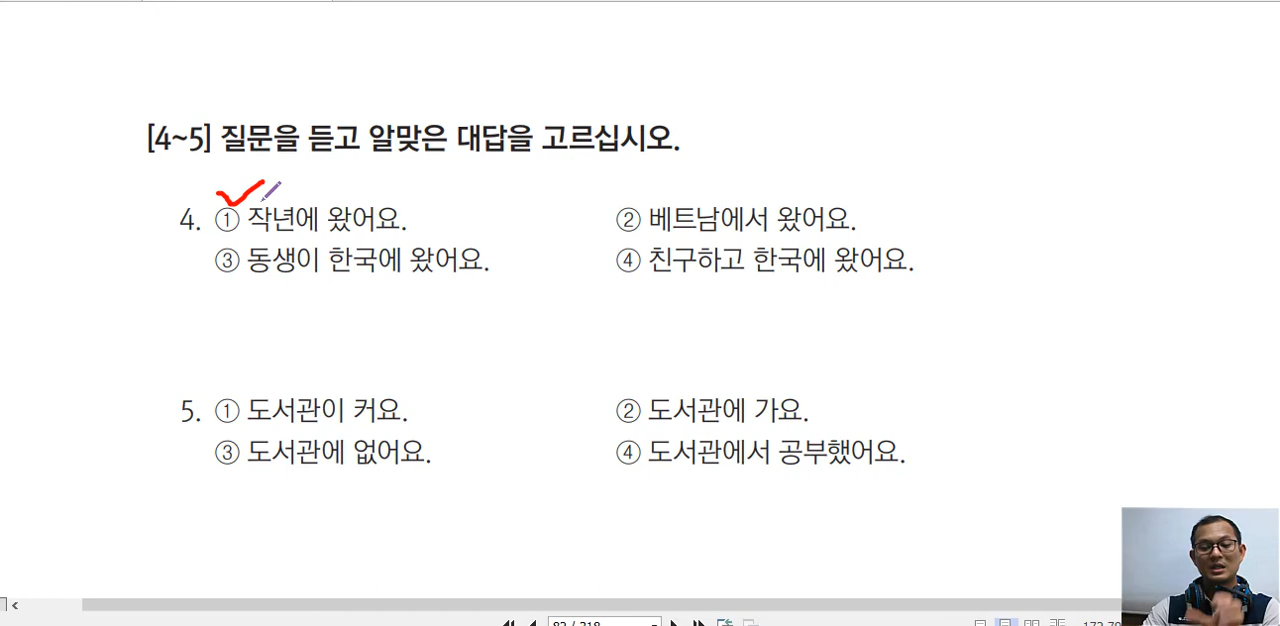 [4~5] 질문을 듣고 알맞은 대답을 고르십시오.
4. ① 작년에 왔어요. ② 베트남에서 왔어요.
③ 동생이 한국에 왔어요. ④ 친구하고 한국에 왔어요.
5. ① 도서관이 커요. ② 도서관에 가요.
③ 도서관에 없어요. ④ 도서관에서 공부했어요.